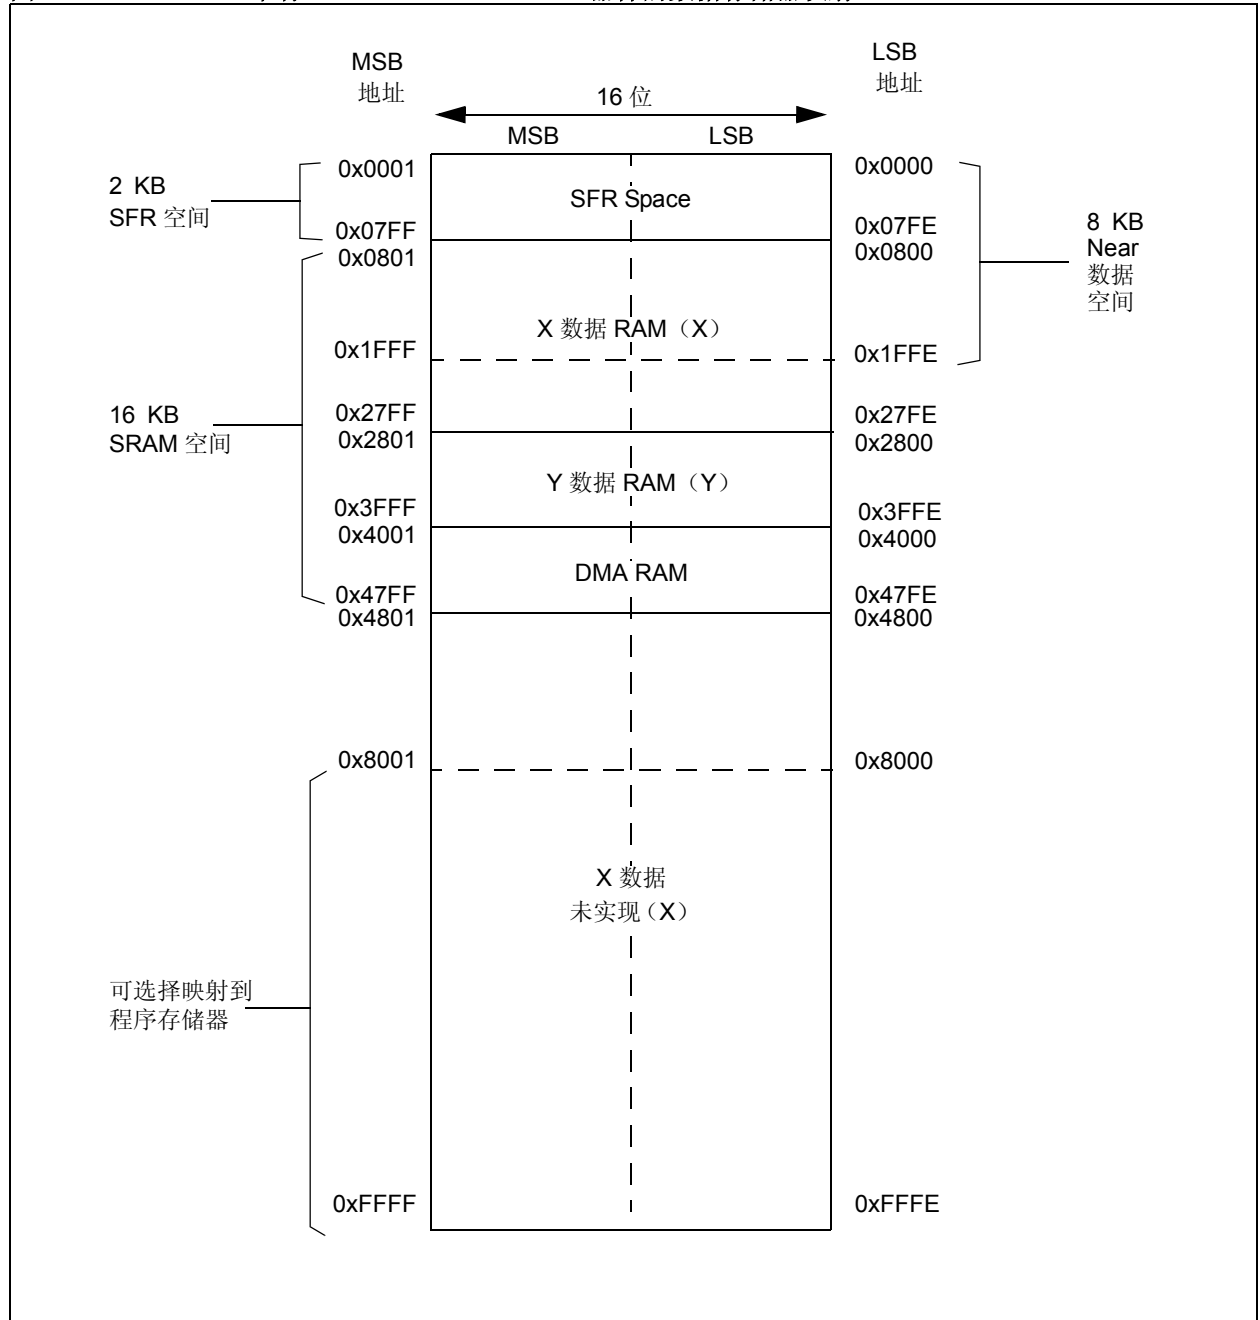 MSB
地址
LSB
地址
16 位
MSB
LSB
0x0001
0x0000
2 KB
SFR 空间
SFR Space
0x07FF
0x07FE
0x0801
0x0800
8 KB
Near
数据
空间
X 数据 RAM（X）
0x1FFF
0x1FFE
16 KB
SRAM 空间
0x27FF
0x27FE
0x2801
0x2800
Y 数据 RAM（Y）
0x3FFF
0x3FFE
0x4001
0x4000
DMA RAM
0x47FF
0x47FE
0x4801
0x4800
0x8001
0x8000
X 数据
未实现（X）
可选择映射到
程序存储器
0xFFFF
0xFFFE